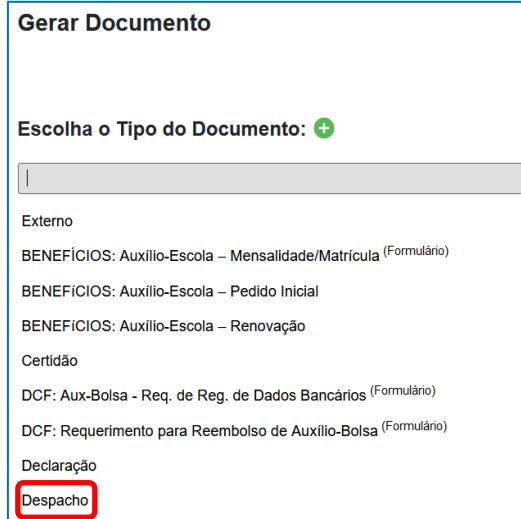 Gerar Documento
Escolha o Tipo do Documento:
Externo
BENEFÍCIOS: Auxílio-Escola – Mensalidade/Matrícula (Formulário)
BENEFíCIOS: Auxílio-Escola – Pedido Inicial
BENEFíCIOS: Auxílio-Escola – Renovação
Certidão
DCF: Aux-Bolsa - Req. de Reg. de Dados Bancários (Formulário)
DCF: Requerimento para Reembolso de Auxílio-Bolsa (Formulário)
Declaração
Despacho